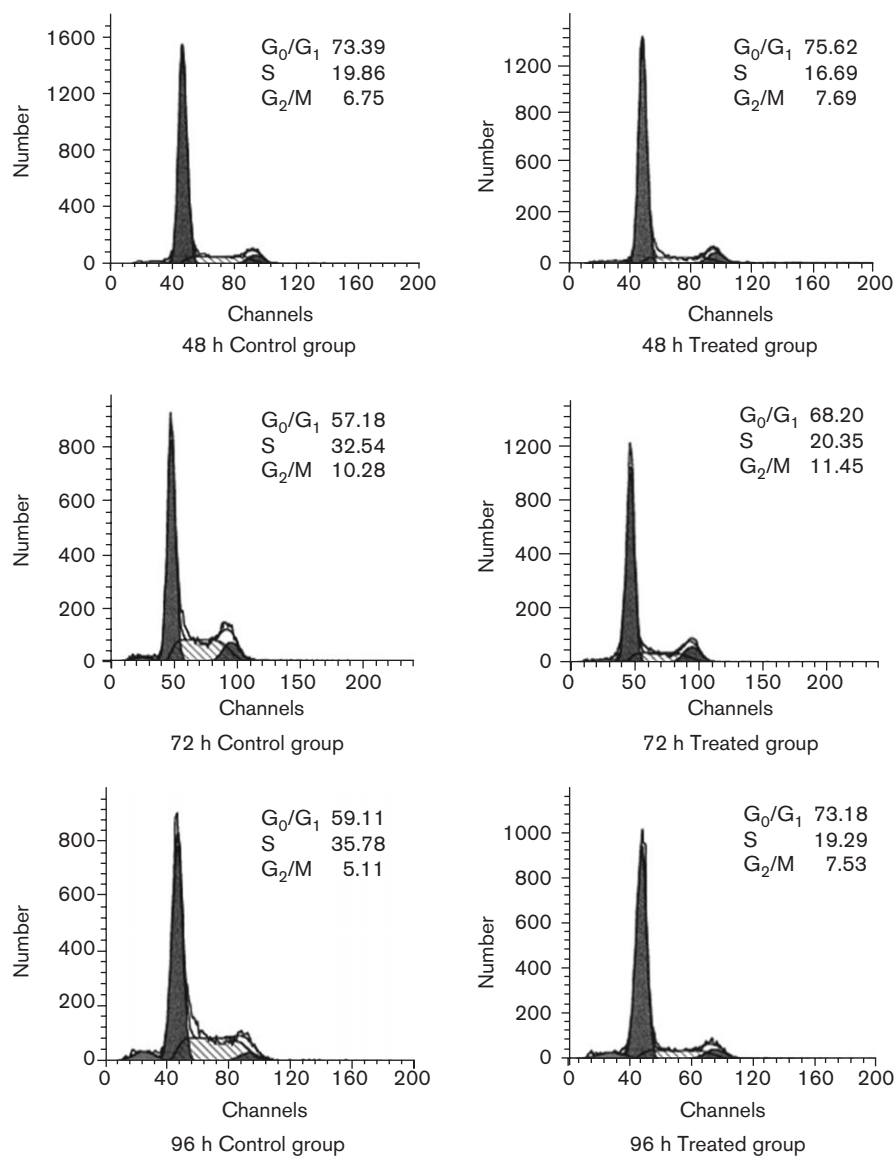 1600
1200
800
400
0
Number
G₀/G₁ 73.39
S 19.86
G₂/M 6.75
0 40 80 120 160 200
Channels
48 h Control group
1200
800
600
200
0
Number
G₀/G₁ 75.62
S 16.69
G₂/M 7.69
0 40 80 120 160 200
Channels
48 h Treated group
800
600
400
200
0
Number
G₀/G₁ 57.18
S 32.54
G₂/M 10.28
0 50 100 150 200
Channels
72 h Control group
1200
800
400
200
0
Number
G₀/G₁ 68.20
S 20.35
G₂/M 11.45
0 50 100 150 200
Channels
72 h Treated group
800
600
400
200
0
Number
G₀/G₁ 59.11
S 35.78
G₂/M 5.11
0 40 80 120 160 200
Channels
96 h Control group
1000
800
600
400
200
0
Number
G₀/G₁ 73.18
S 19.29
G₂/M 7.53
0 40 80 120 160 200
Channels
96 h Treated group